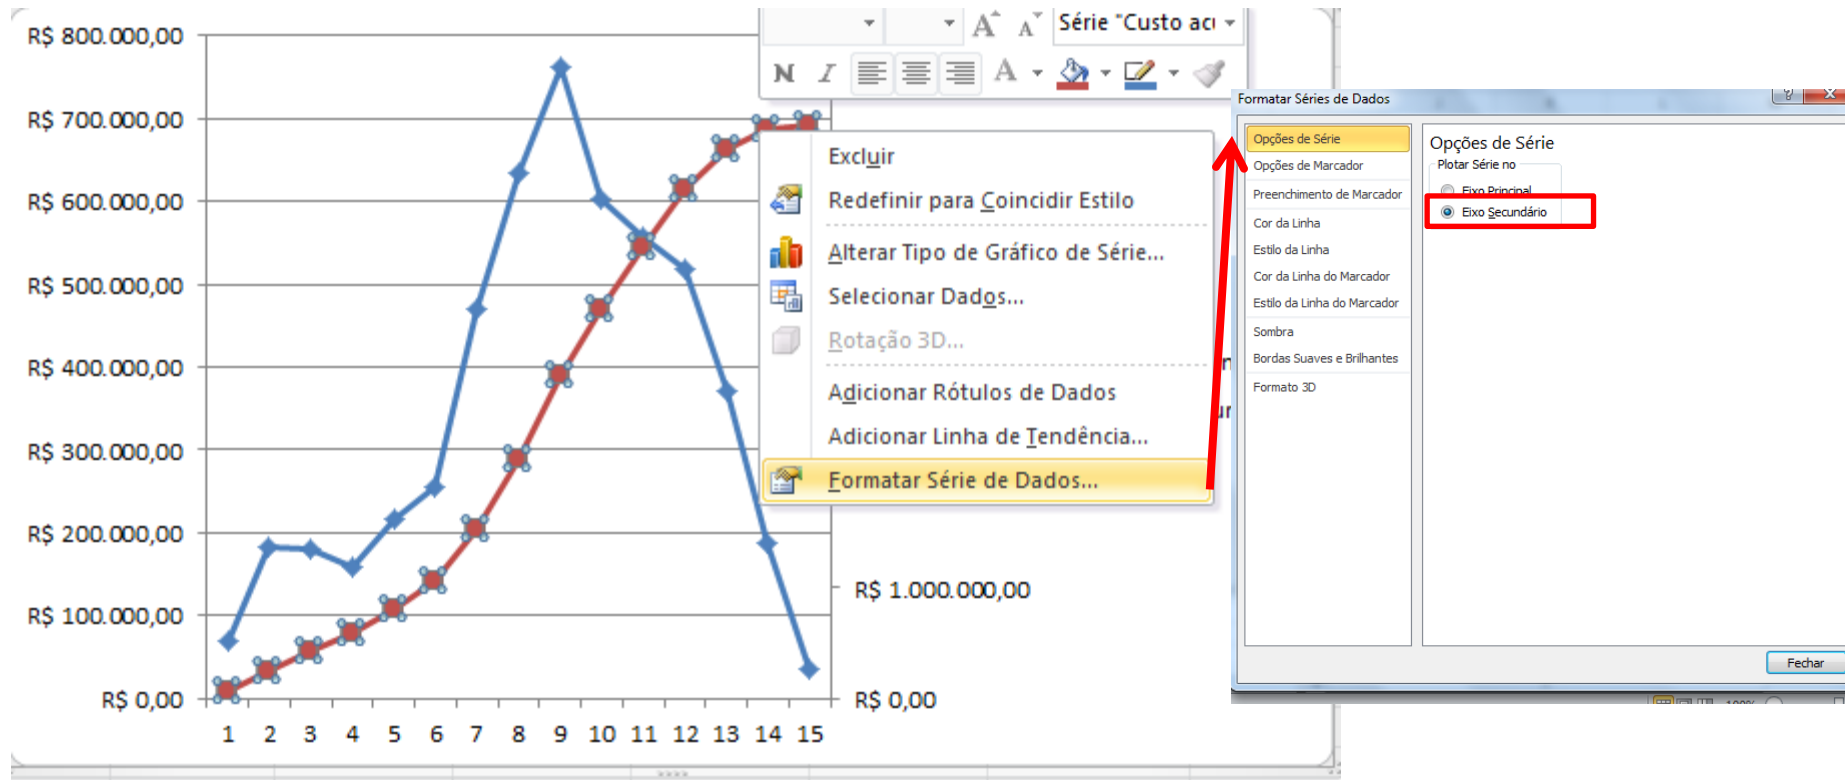 R$ 800.000,00
R$ 700.000,00
R$ 600.000,00
R$ 500.000,00
R$ 400.000,00
R$ 300.000,00
R$ 200.000,00
R$ 100.000,00
R$ 0,00
1 2 3 4 5 6 7 8 9 10 11 12 13 14 15
R$ 1.000.000,00
R$ 0,00
A A Série "Custo acu
N I A
Excluir
Redefinir para Coincidir Estilo
Alterar Tipo de Gráfico de Série...
Selecionar Dados...
Rotação 3D...
Adicionar Rótulos de Dados
Adicionar Linha de Tendência...
Formatar Série de Dados...
Formatar Séries de Dados
? X
Opções de Série
Opções de Marcador
Preenchimento de Marcador
Cor da Linha
Estilo da Linha
Cor da Linha do Marcador
Estilo da Linha do Marcador
Sombra
Bordas Suaves e Brilhantes
Formato 3D
Opções de Série
Plotar Série no
Eixo Principal
Eixo Secundário
Fechar
100%